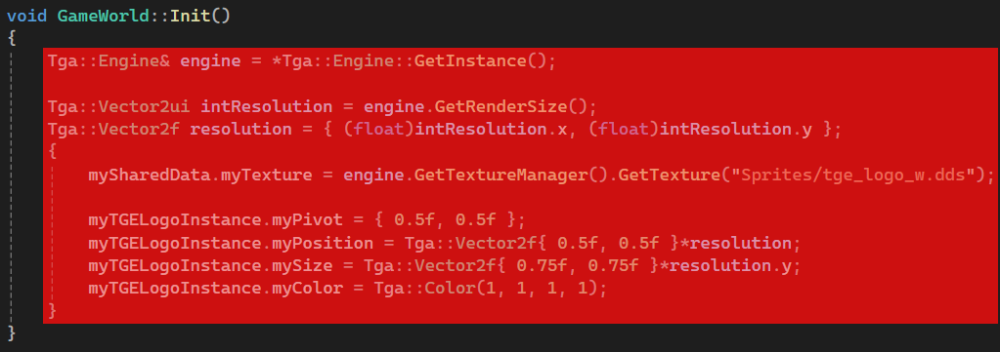 void GameWorld::Init()
{
    Tga::Engine& engine = *Tga::Engine::GetInstance();

    Tga::Vector2ui intResolution = engine.GetRenderSize();
    Tga::Vector2f resolution = { (float)intResolution.x, (float)intResolution.y };
    {
        mySharedData.myTexture = engine.GetTextureManager().GetTexture("Sprites/tge_logo_w.dds");

        myTGELogoInstance.myPivot = { 0.5f, 0.5f };
        myTGELogoInstance.myPosition = Tga::Vector2f{ 0.5f, 0.5f }*resolution;
        myTGELogoInstance.mySize = Tga::Vector2f{ 0.75f, 0.75f }*resolution.y;
        myTGELogoInstance.myColor = Tga::Color(1, 1, 1, 1);
    }
}